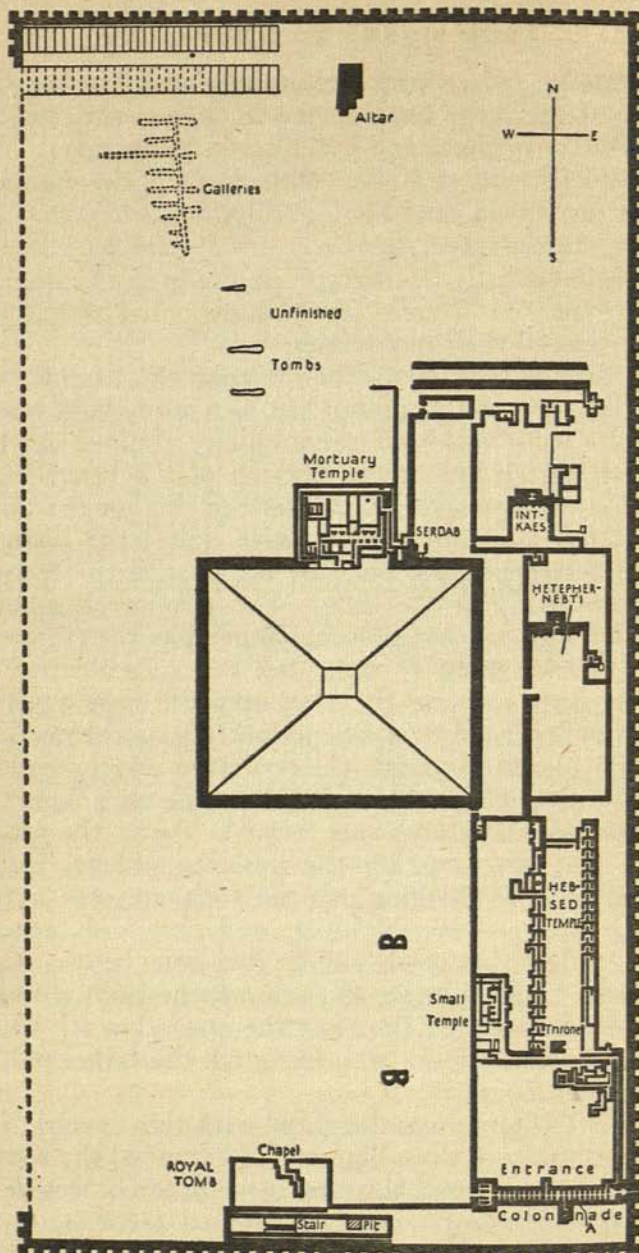 Altar
N
W E
S
Galleries
Unfinished
Tombs
Mortuary
Temple
SERDAB
INT-
KAES
HETEPHER-
NEBTI
HEB-
SED
TEMPLE
B
Small
Temple
Throne
B
ROYAL
TOMB
Chapel
Entrance
Stair Pit
Colonnade
A